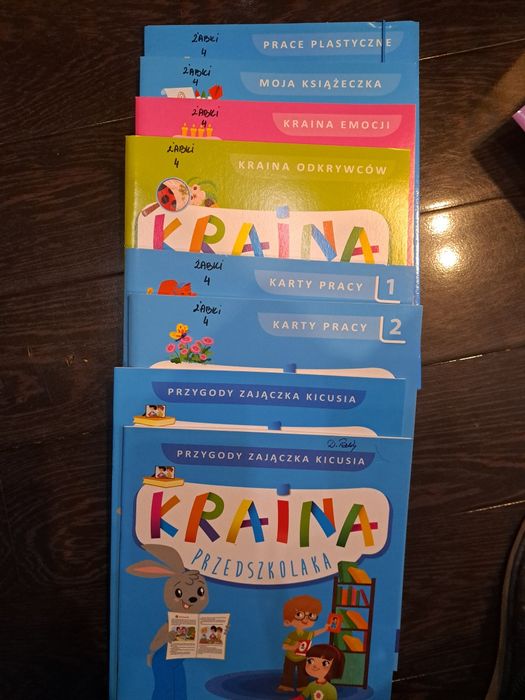 żABKI
4
PRACE PLASTYCZNE
żABKI
4
MOJA KSIĄŻECZKA
żABKI
4
KRAINA EMOCJI
żABKI
4
KRAINA ODKRYWCÓW
KRAINA
żABKI
4
KARTY PRACY 1
żABKI
4
KARTY PRACY 2
PRZYGODY ZAJĄCZKA KICUSIA
PRZYGODY ZAJĄCZKA KICUSIA
KRAINA
PRZEDSZKOLAKA